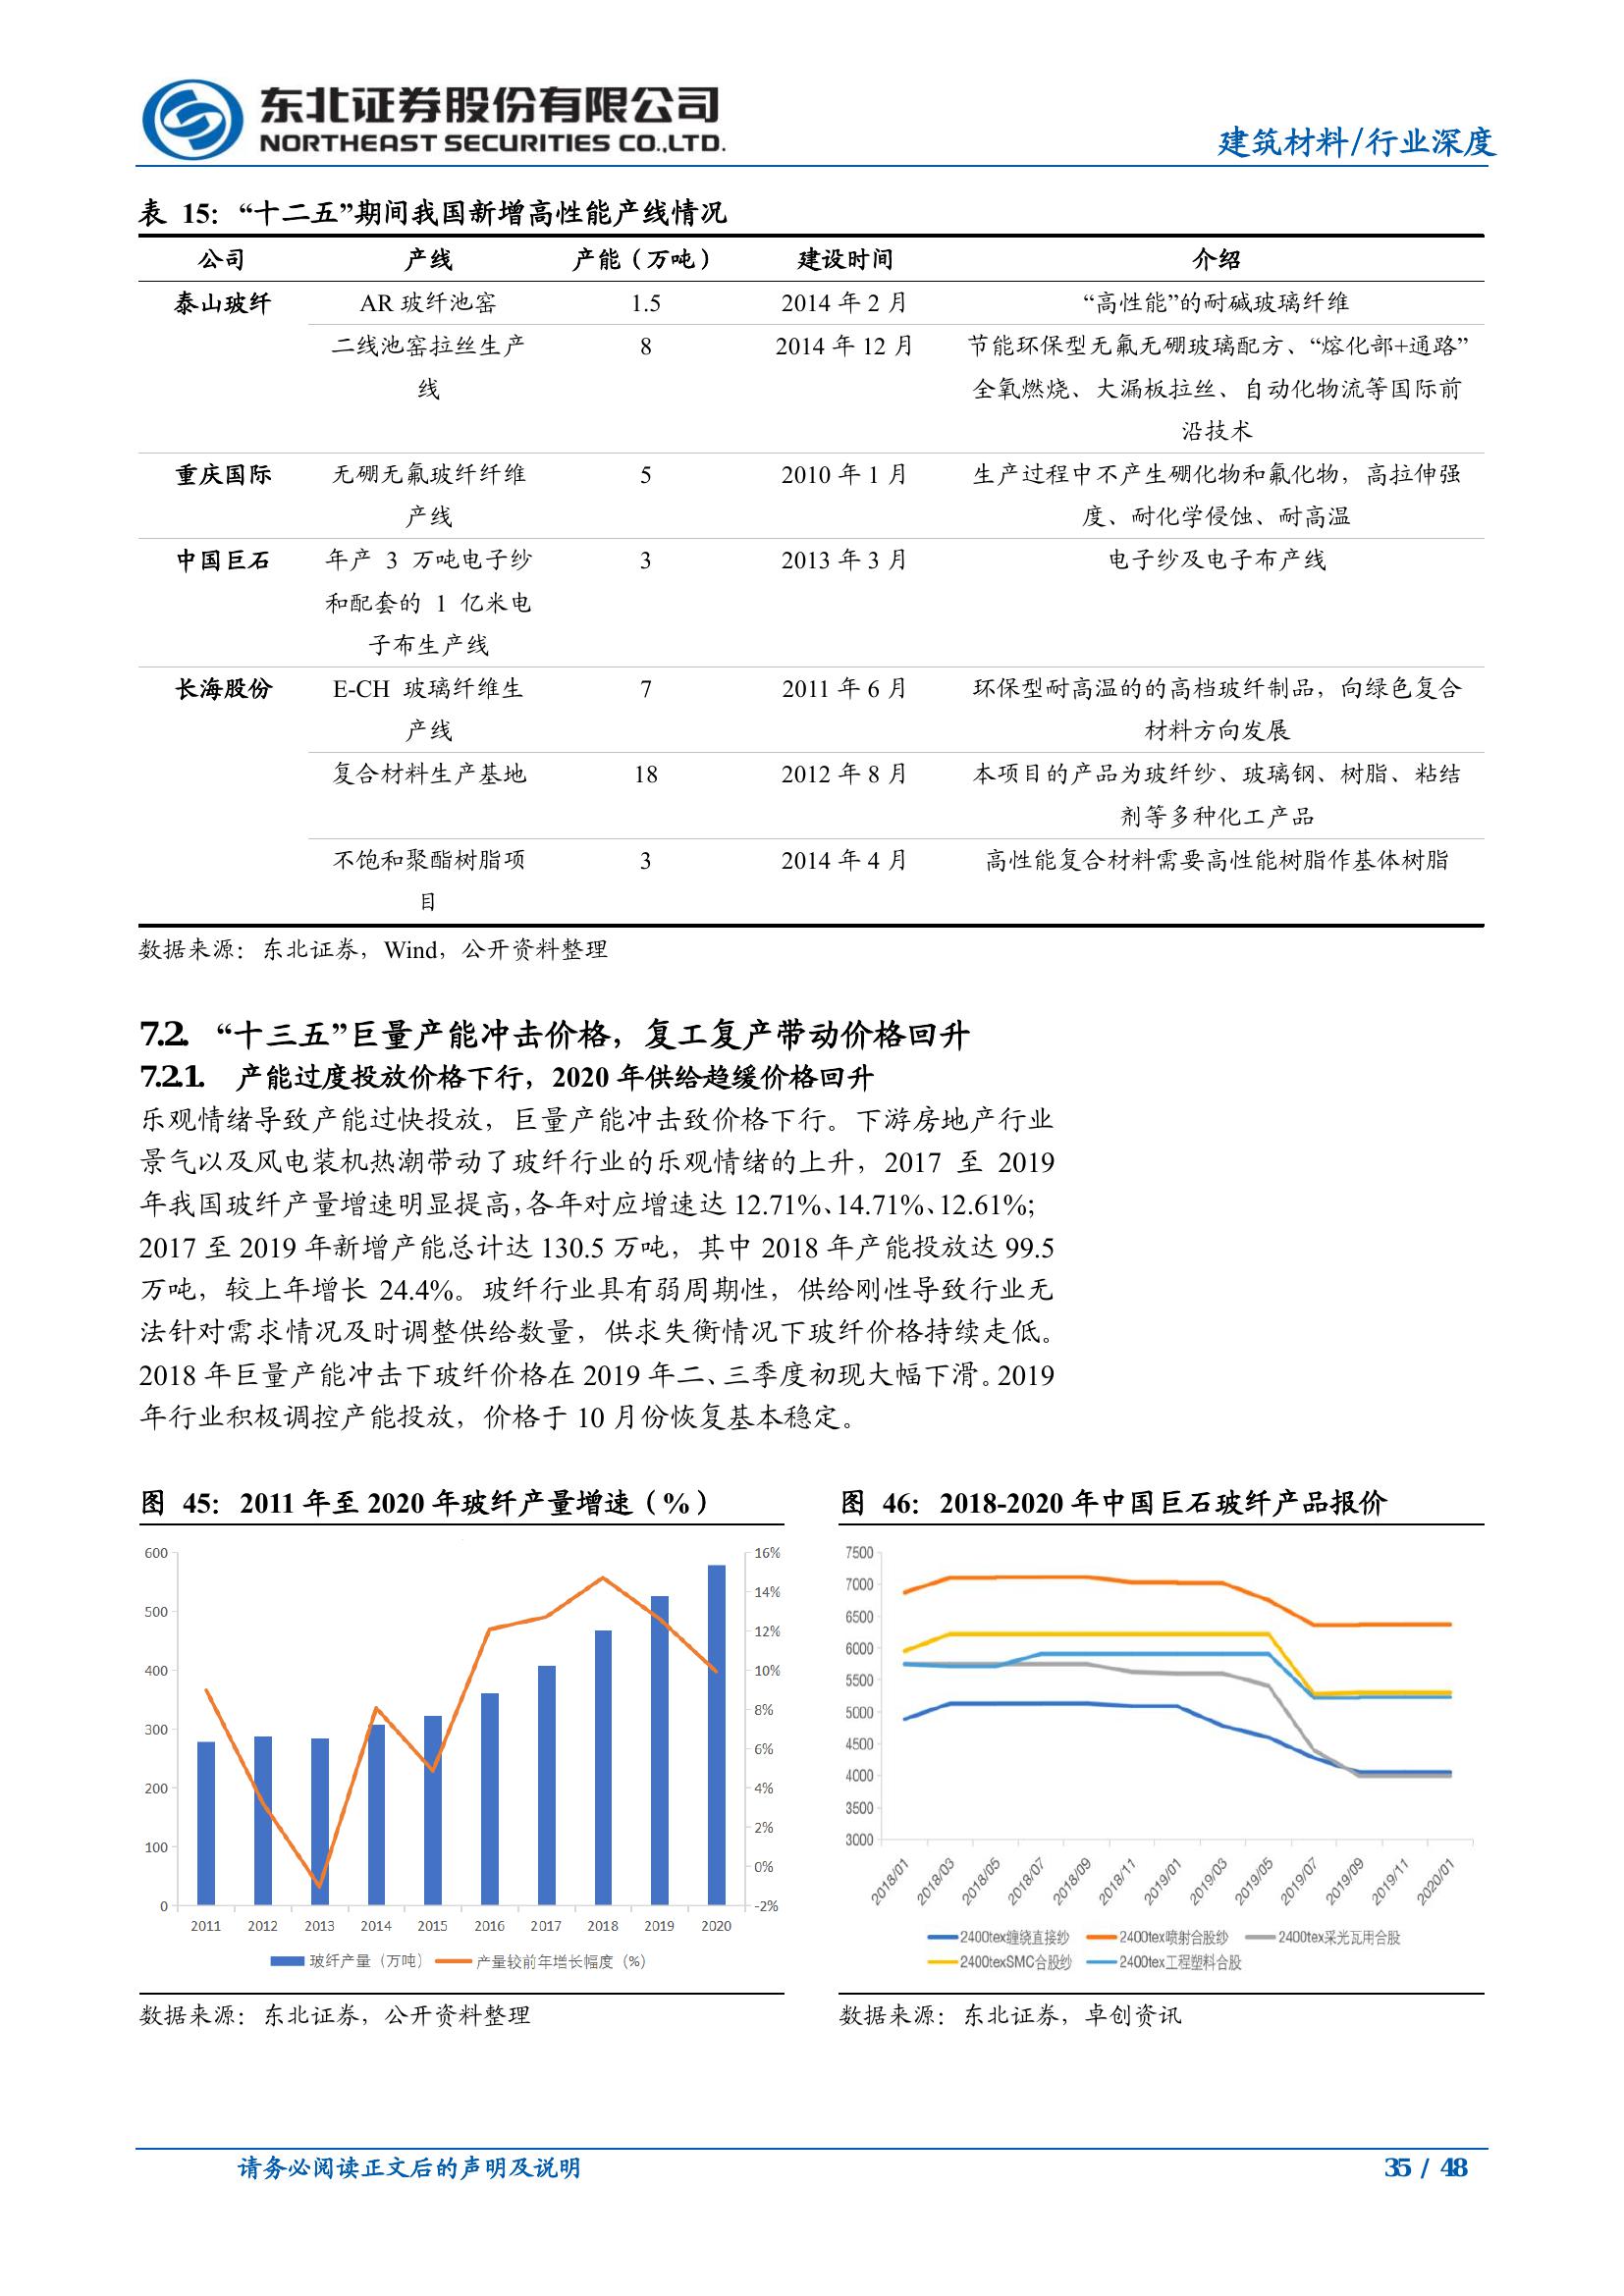 东北证券股份有限公司
NORTHEAST SECURITIES CO.,LTD.
建筑材料/行业深度
表 15：“十二五”期间我国新增高性能产线情况
公司 产线 产能（万吨） 建设时间 介绍
泰山玻纤 AR 玻纤池窑 1.5 2014 年 2 月 “高性能”的耐碱玻璃纤维
二线池窑拉丝生产 8 2014 年 12 月 节能环保型无氟无硼玻璃配方、“熔化部+通路”
线 全氧燃烧、大漏板拉丝、自动化物流等国际前
沿技术
重庆国际 无硼无氟玻纤纤维 5 2010 年 1 月 生产过程中不产生硼化物和氟化物，高拉伸强
产线 度、耐化学侵蚀、耐高温
中国巨石 年产 3 万吨电子纱 3 2013 年 3 月 电子纱及电子布产线
和配套的 1 亿米电
子布生产线
长海股份 E-CH 玻璃纤维生 7 2011 年 6 月 环保型耐高温的的高档玻纤制品，向绿色复合
产线 材料方向发展
复合材料生产基地 18 2012 年 8 月 本项目的产品为玻纤纱、玻璃钢、树脂、粘结
剂等多种化工产品
不饱和聚酯树脂项 3 2014 年 4 月 高性能复合材料需要高性能树脂作基体树脂
目
数据来源：东北证券，Wind，公开资料整理
7.2. “十三五”巨量产能冲击价格，复工复产带动价格回升
7.2.1. 产能过度投放价格下行，2020 年供给趋缓价格回升
乐观情绪导致产能过快投放，巨量产能冲击致价格下行。下游房地产行业
景气以及风电装机热潮带动了玻纤行业的乐观情绪的上升，2017 至 2019
年我国玻纤产量增速明显提高，各年对应增速达 12.71%、14.71%、12.61%；
2017 至 2019 年新增产能总计达 130.5 万吨，其中 2018 年产能投放达 99.5
万吨，较上年增长 24.4%。玻纤行业具有弱周期性，供给刚性导致行业无
法针对需求情况及时调整供给数量，供求失衡情况下玻纤价格持续走低。
2018 年巨量产能冲击下玻纤价格在 2019 年二、三季度初现大幅下滑。2019
年行业积极调控产能投放，价格于 10 月份恢复基本稳定。
图 45：2011 年至 2020 年玻纤产量增速（%）
600 16%
14%
500
12%
400 10%
300 8%
6%
200 4%
2%
100
0%
0 -2%
2011 2012 2013 2014 2015 2016 2017 2018 2019 2020
玻纤产量（万吨） 产量较前年增长幅度（%）
数据来源：东北证券，公开资料整理
图 46：2018-2020 年中国巨石玻纤产品报价
7500
7000
6500
6000
5500
5000
4500
4000
3500
3000
2018/01 2018/03 2018/05 2018/07 2018/09 2018/11 2019/01 2019/03 2019/05 2019/07 2019/09 2019/11 2020/01
2400tex缠绕直接纱 2400tex喷射合股纱 2400tex采光瓦用合股
2400texSMC合股纱 2400tex工程塑料合股
数据来源：东北证券，卓创资讯
请务必阅读正文后的声明及说明
35 / 48